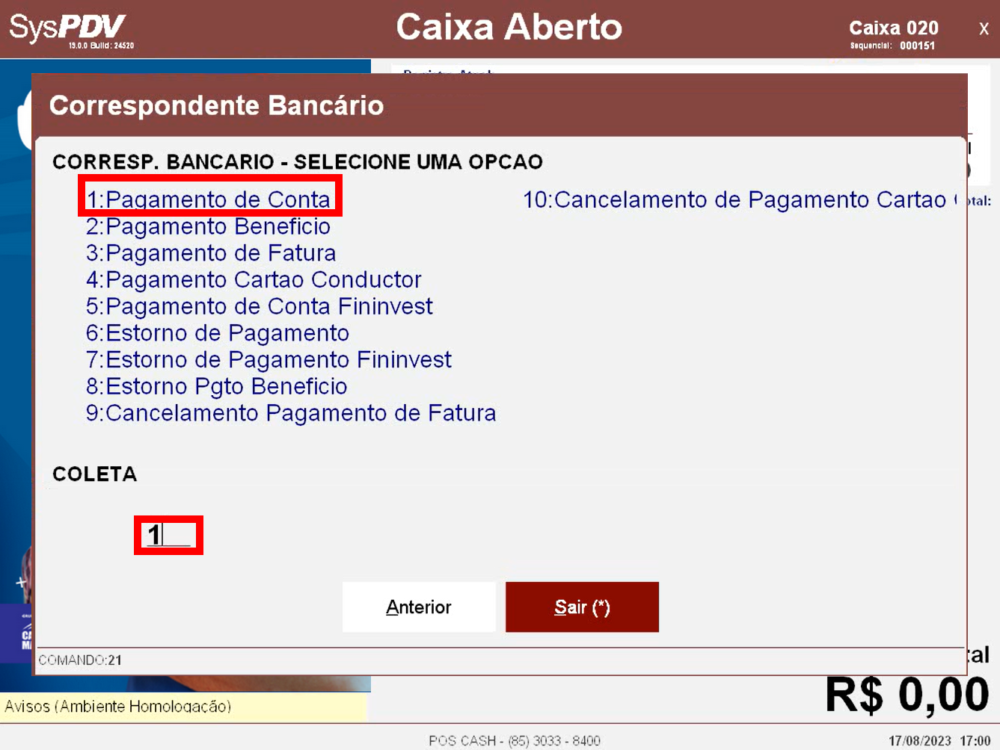 SysPDV
19.0.0 Build: 24520
Caixa Aberto
Caixa 020
X
Sequencial: 000151
Correspondente Bancário
CORRESP. BANCARIO - SELECIONE UMA OPCAO
1:Pagamento de Conta
2:Pagamento Beneficio
3:Pagamento de Fatura
4:Pagamento Cartao Conductor
5:Pagamento de Conta Fininvest
6:Estorno de Pagamento
7:Estorno de Pagamento Fininvest
8:Estorno Pgto Beneficio
9:Cancelamento Pagamento de Fatura
10:Cancelamento de Pagamento Cartao
otal:
COLETA
1
Anterior
Sair (*)
COMANDO:21
tal
R$ 0,00
Avisos (Ambiente Homologação)
POS CASH - (85) 3033 - 8400
17/08/2023 17:00